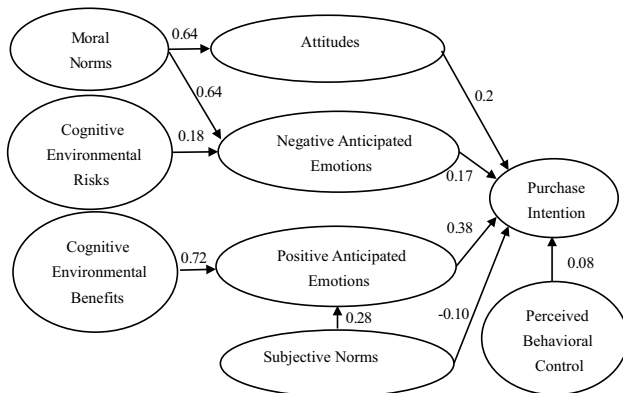 Moral
Norms
0.64
Attitudes
0.64
0.2
Cognitive
Environmental
Risks
0.18
Negative Anticipated
Emotions
0.17
Purchase
Intention
Cognitive
Environmental
Benefits
0.72
Positive Anticipated
Emotions
0.38
0.08
0.28
-0.10
Subjective Norms
Perceived
Behavioral
Control